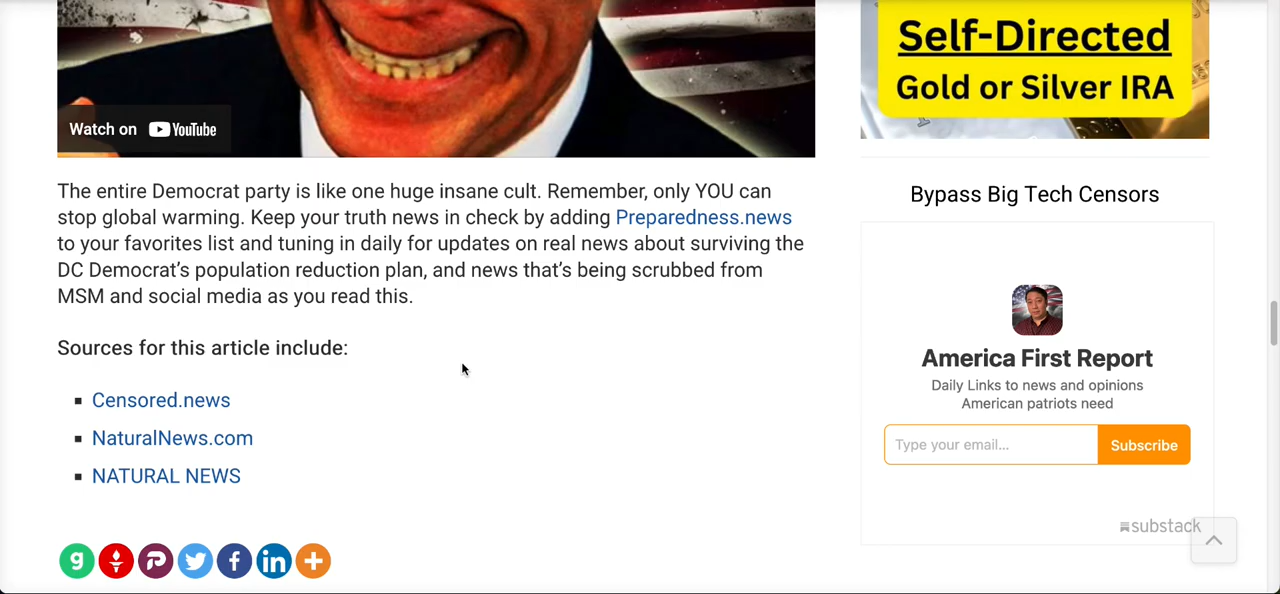 Watch on YouTube
The entire Democrat party is like one huge insane cult. Remember, only YOU can
stop global warming. Keep your truth news in check by adding Preparedness.news
to your favorites list and tuning in daily for updates on real news about surviving the
DC Democrat’s population reduction plan, and news that’s being scrubbed from
MSM and social media as you read this.
Sources for this article include:
Censored.news
NaturalNews.com
NATURAL NEWS
Self-Directed
Gold or Silver IRA
Bypass Big Tech Censors
America First Report
Daily Links to news and opinions
American patriots need
Type your email...
Subscribe
substack